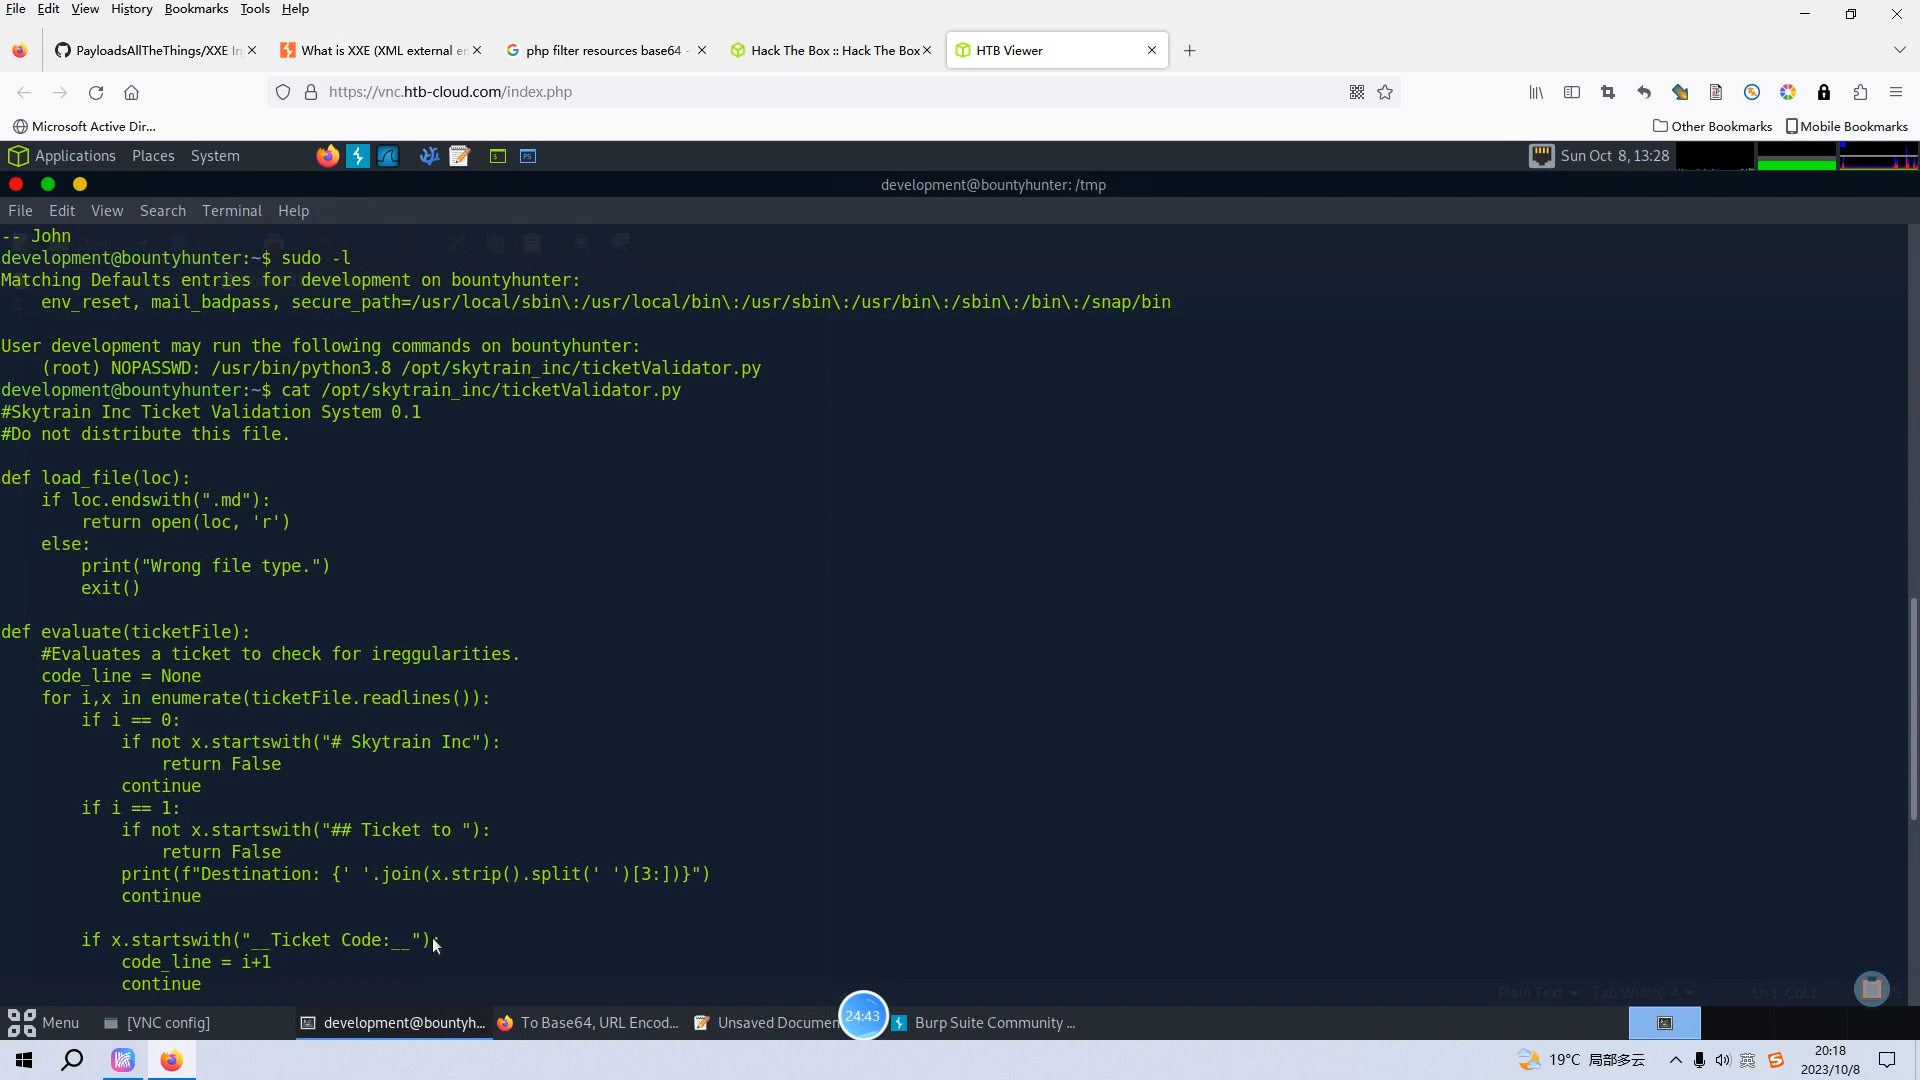 File Edit View History Bookmarks Tools Help
PayloadsAllTheThings/XXE In
What is XXE (XML external en
php filter resources base64 -
Hack The Box :: Hack The Box
HTB Viewer
https://vnc.htb-cloud.com/index.php
Microsoft Active Dir...
Other Bookmarks
Mobile Bookmarks
Applications Places System
Sun Oct 8, 13:28
development@bountyhunter: /tmp
File Edit View Search Terminal Help
-- John
development@bountyhunter:~$ sudo -l
Matching Defaults entries for development on bountyhunter:
    env_reset, mail_badpass, secure_path=/usr/local/sbin\:/usr/local/bin\:/usr/sbin\:/usr/bin\:/sbin\:/bin\:/snap/bin
User development may run the following commands on bountyhunter:
    (root) NOPASSWD: /usr/bin/python3.8 /opt/skytrain_inc/ticketValidator.py
development@bountyhunter:~$ cat /opt/skytrain_inc/ticketValidator.py
#Skytrain Inc Ticket Validation System 0.1
#Do not distribute this file.
def load_file(loc):
    if loc.endswith(".md"):
        return open(loc, 'r')
    else:
        print("Wrong file type.")
        exit()
def evaluate(ticketFile):
    #Evaluates a ticket to check for ireggularities.
    code_line = None
    for i,x in enumerate(ticketFile.readlines()):
        if i == 0:
            if not x.startswith("# Skytrain Inc"):
                return False
            continue
        if i == 1:
            if not x.startswith("## Ticket to "):
                return False
            print(f"Destination: {' '.join(x.strip().split(' ')[3:])}")
            continue
        if x.startswith("__Ticket Code:__"):
            code_line = i+1
            continue
Plain Text Tab Width: 4 Ln 1, Col 1
Menu
[VNC config]
development@bountyh...
To Base64, URL Encod...
Unsaved Documen
24:43
Burp Suite Community ...
19°C 局部多云
英
20:18
2023/10/8